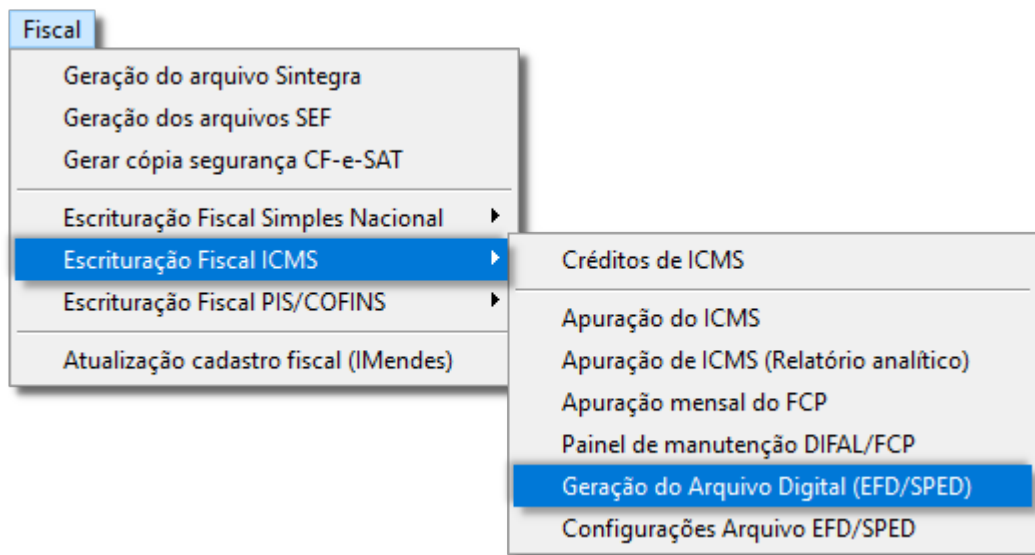 Fiscal
Geração do arquivo Sintegra
Geração dos arquivos SEF
Gerar cópia segurança CF-e-SAT
Escrituração Fiscal Simples Nacional
Escrituração Fiscal ICMS
Escrituração Fiscal PIS/COFINS
Atualização cadastro fiscal (IMendes)
Créditos de ICMS
Apuração do ICMS
Apuração de ICMS (Relatório analítico)
Apuração mensal do FCP
Painel de manutenção DIFAL/FCP
Geração do Arquivo Digital (EFD/SPED)
Configurações Arquivo EFD/SPED